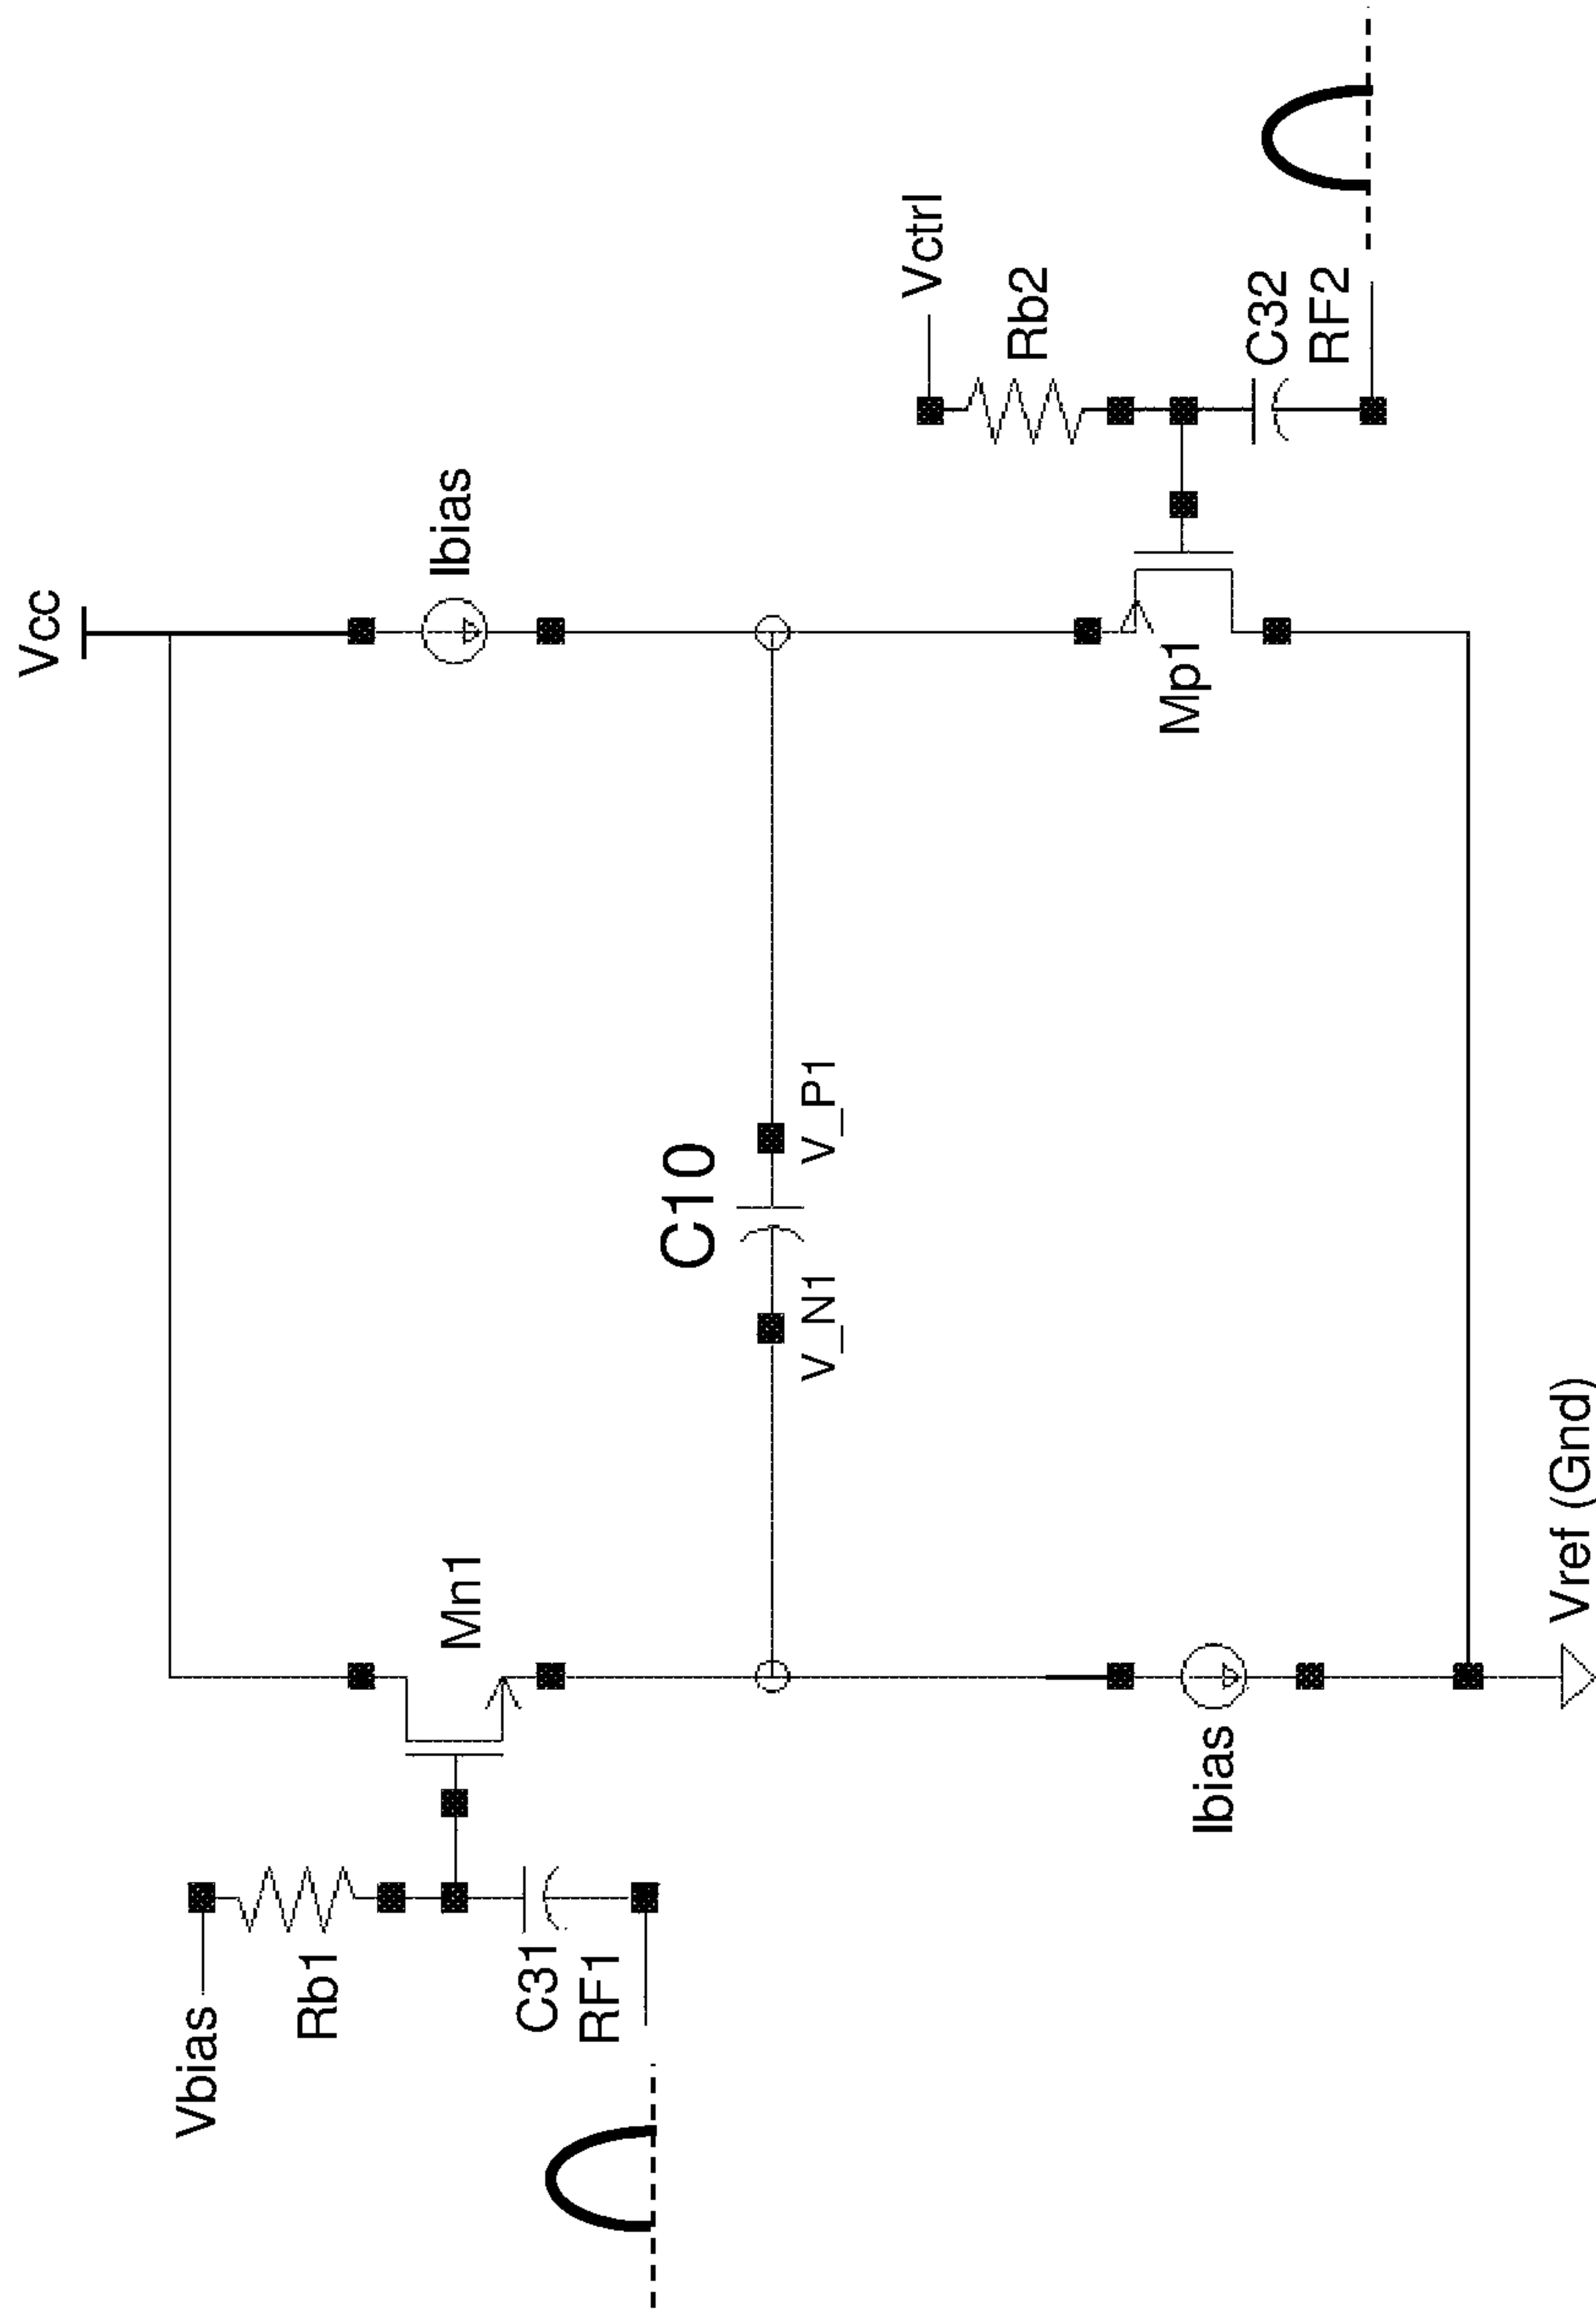 Vcc
Vbias
Rb1
C31
RF1
Mn1
Ibias
C10
V_N1
V_P1
Ibias
Vctrl
Rb2
C32
RF2
Mp1
Vref (Gnd)